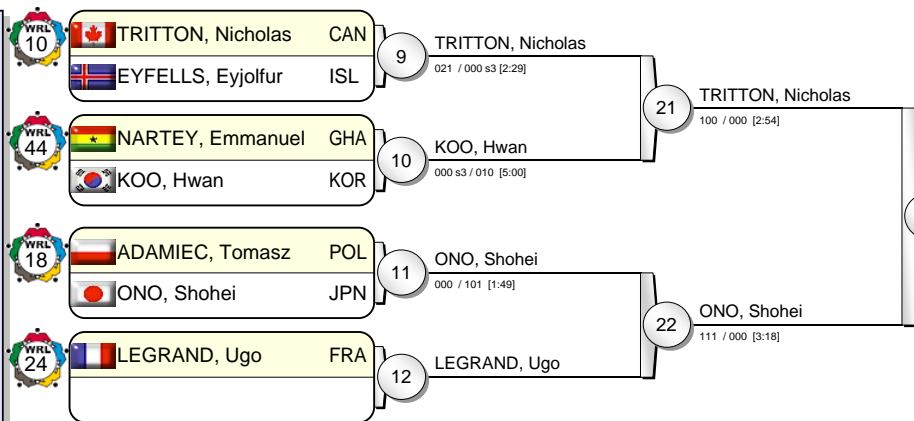 WRL
10
TRITTON, Nicholas CAN
EYFELLS, Eyjolfur ISL
9
TRITTON, Nicholas
021 / 000 s3 [2:29]
21
TRITTON, Nicholas
100 / 000 [2:54]
WRL
44
NARTEY, Emmanuel GHA
KOO, Hwan KOR
10
KOO, Hwan
000 s3 / 010 [5:00]
WRL
18
ADAMIEC, Tomasz POL
ONO, Shohei JPN
11
ONO, Shohei
000 / 101 [1:49]
22
ONO, Shohei
111 / 000 [3:18]
WRL
24
LEGRAND, Ugo FRA
12
LEGRAND, Ugo